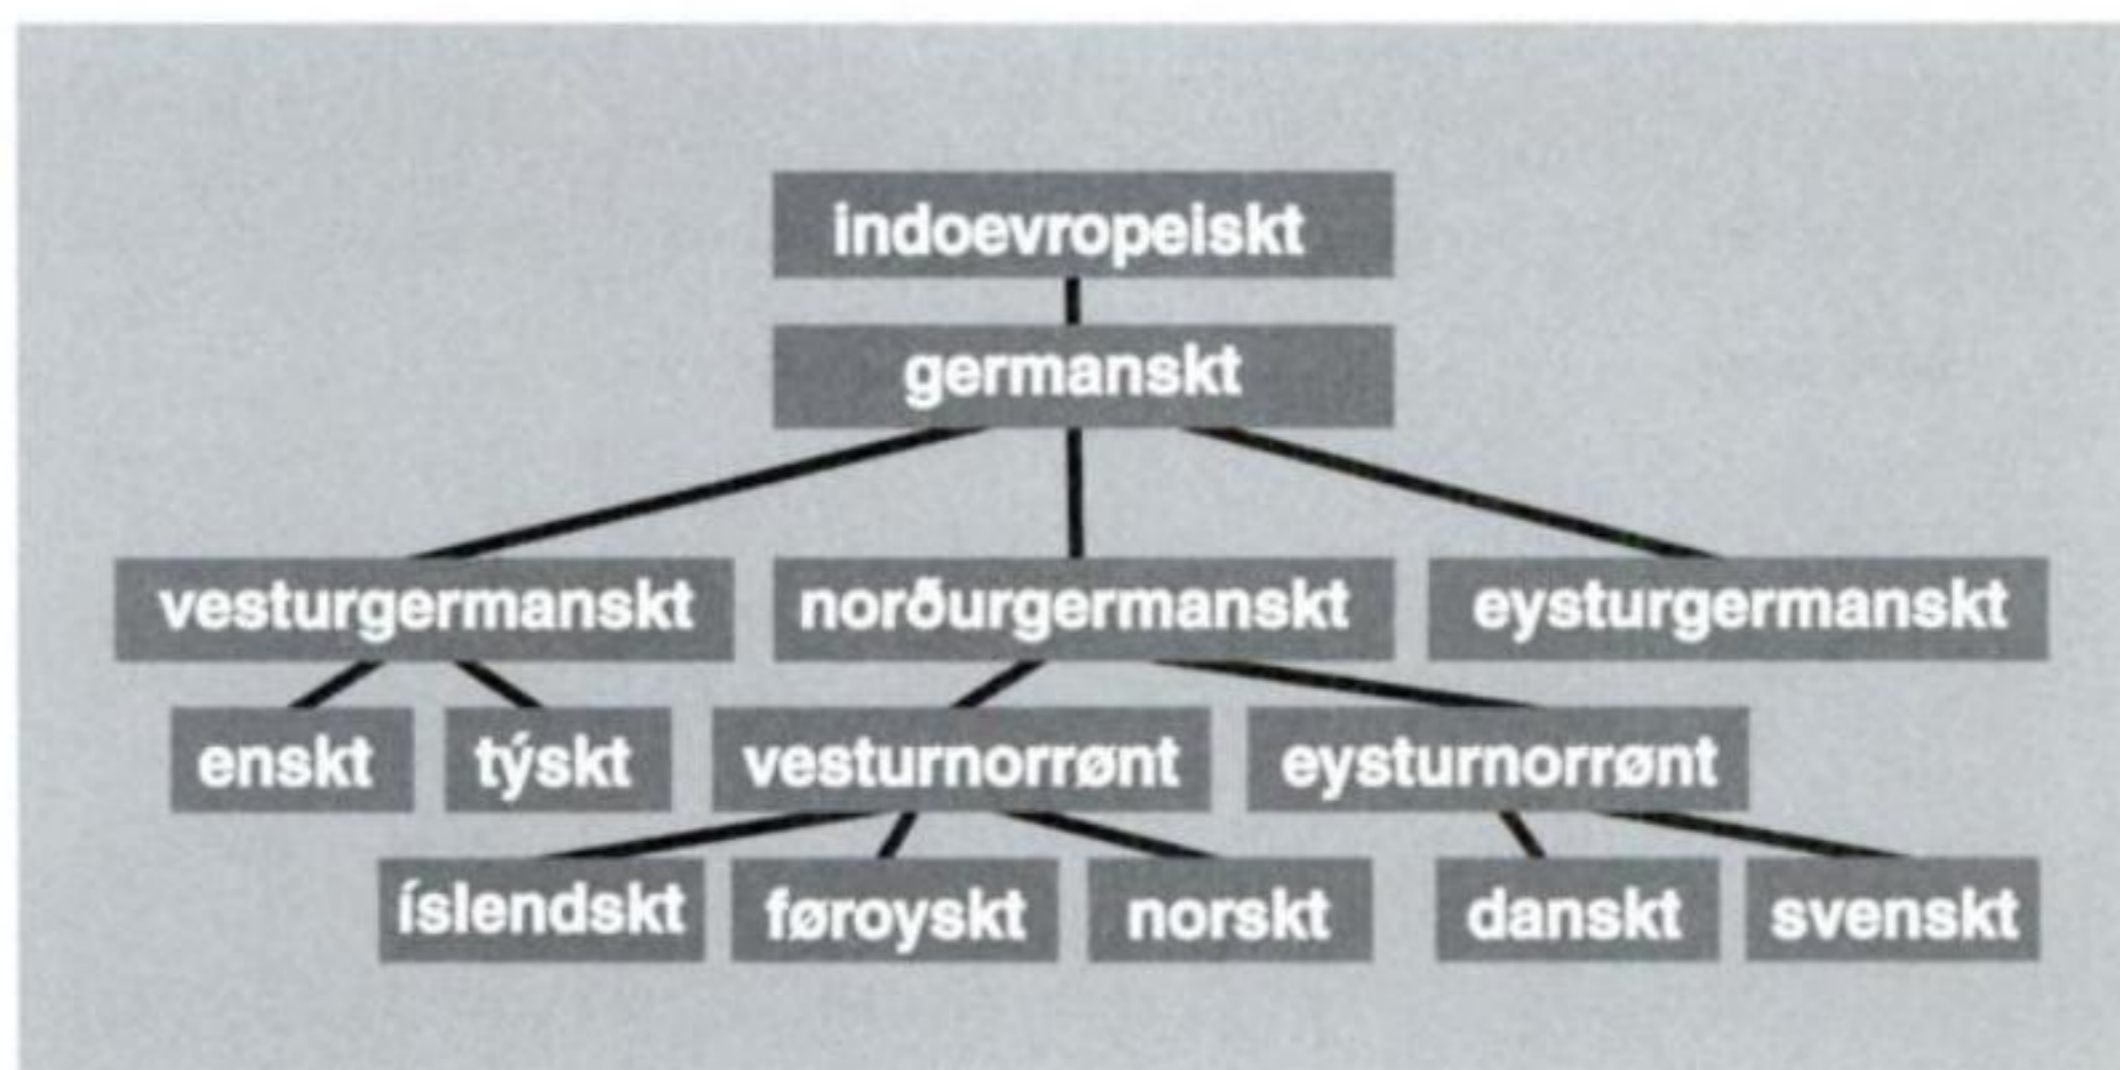 indoevropeiskt
germanskt
vesturgermanskt norðurgermanskt eysturgermanskt
enskt týskt vesturnorrønt eysturnorrønt
íslendskt føroyskt norskt danskt svenskt